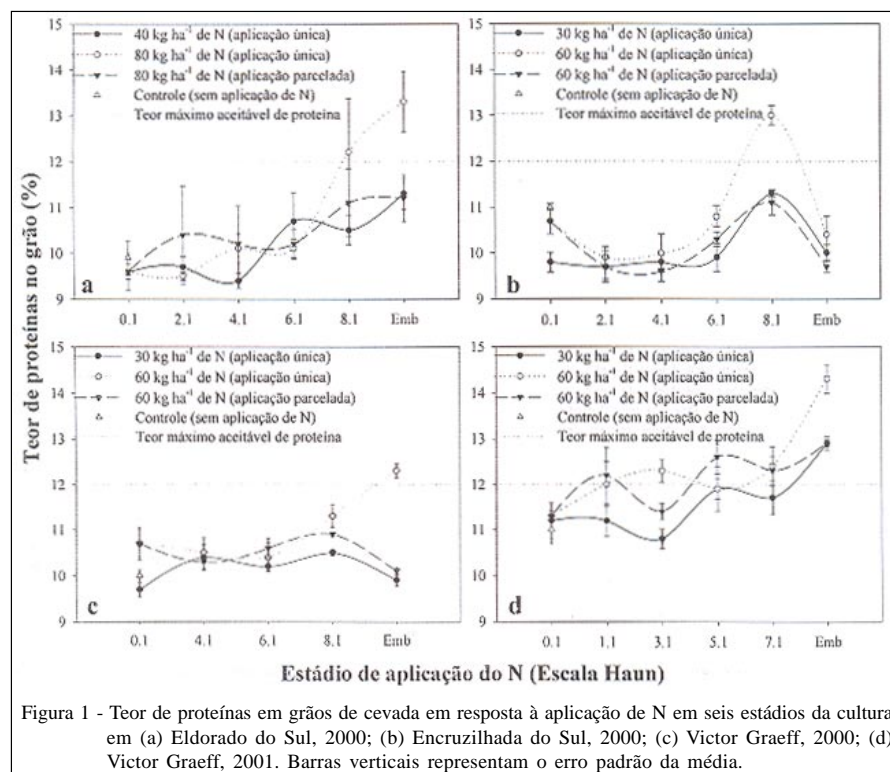 Teor de proteínas no grão (%)
15
14
13
12
11
10
9
40 kg ha⁻¹ de N (aplicação única)
80 kg ha⁻¹ de N (aplicação única)
80 kg ha⁻¹ de N (aplicação parcelada)
Controle (sem aplicação de N)
Teor máximo aceitável de proteína
a
0.1 2.1 4.1 6.1 8.1 Emb
15
14
13
12
11
10
9
30 kg ha⁻¹ de N (aplicação única)
60 kg ha⁻¹ de N (aplicação única)
60 kg ha⁻¹ de N (aplicação parcelada)
Controle (sem aplicação de N)
Teor máximo aceitável de proteína
b
0.1 2.1 4.1 6.1 8.1 Emb
15
14
13
12
11
10
9
30 kg ha⁻¹ de N (aplicação única)
60 kg ha⁻¹ de N (aplicação única)
60 kg ha⁻¹ de N (aplicação parcelada)
Controle (sem aplicação de N)
Teor máximo aceitável de proteína
c
0.1 4.1 6.1 8.1 Emb
15
14
13
12
11
10
9
30 kg ha⁻¹ de N (aplicação única)
60 kg ha⁻¹ de N (aplicação única)
60 kg ha⁻¹ de N (aplicação parcelada)
Controle (sem aplicação de N)
Teor máximo aceitável de proteína
d
0.1 1.1 3.1 5.1 7.1 Emb
Estádio de aplicação do N (Escala Haun)
Figura 1 - Teor de proteínas em grãos de cevada em resposta à aplicação de N em seis estádios da cultura
em (a) Eldorado do Sul, 2000; (b) Encruzilhada do Sul, 2000; (c) Victor Graeff, 2000; (d)
Victor Graeff, 2001. Barras verticais representam o erro padrão da média.